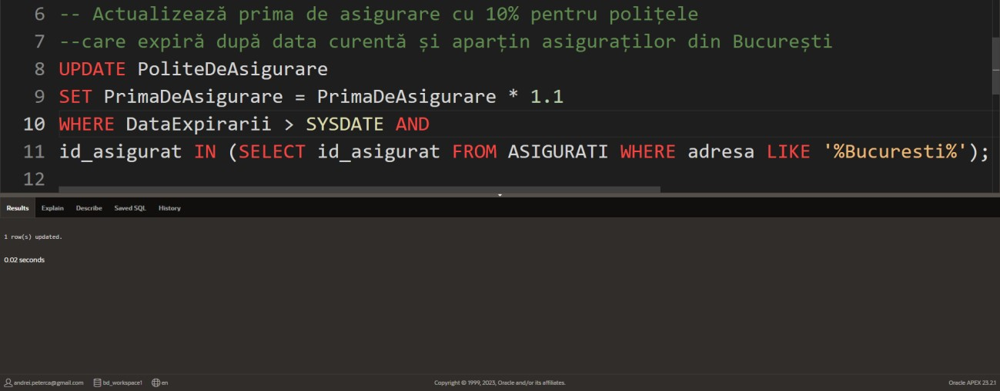 6 -- Actualizează prima de asigurare cu 10% pentru polițele
7 --care expiră după data curentă și aparțin asiguraților din București
8 UPDATE PoliteDeAsigurare
9 SET PrimaDeAsigurare = PrimaDeAsigurare * 1.1
10 WHERE DataExpirarii > SYSDATE AND
11 id_asigurat IN (SELECT id_asigurat FROM ASIGURATI WHERE adresa LIKE '%Bucuresti%');
12
Results Explain Describe Saved SQL History
1 row(s) updated.
0.02 seconds
andrei.peterca@gmail.com bd_workspace1 en Copyright © 1999, 2023, Oracle and/or its affiliates. Oracle APEX 23.2.1